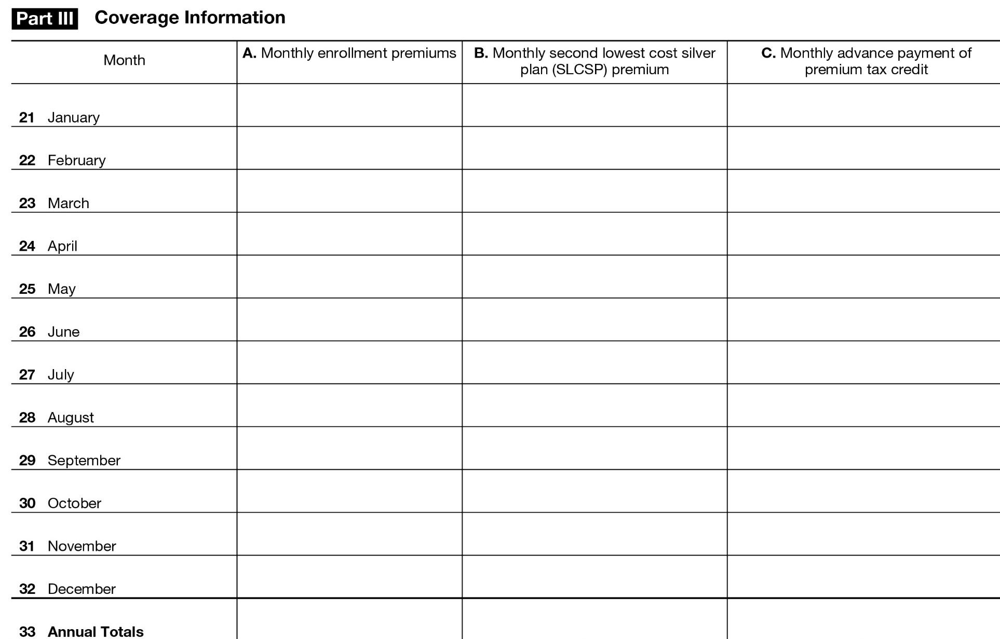 Part III Coverage Information
Month
A. Monthly enrollment premiums
B. Monthly second lowest cost silver
plan (SLCSP) premium
C. Monthly advance payment of
premium tax credit
21 January
22 February
23 March
24 April
25 May
26 June
27 July
28 August
29 September
30 October
31 November
32 December
33 Annual Totals